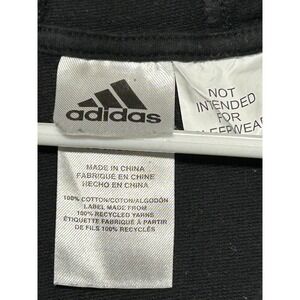 adidas
NOT
INTENDED
FOR
SLEEPWEAR
MADE IN CHINA
FABRIQUÉ EN CHINE
HECHO EN CHINA
100% COTTON/COTON/ALGODÓN
LABEL MADE FROM
100% RECYCLED YARNS
ÉTIQUETTE FABRIQUÉE À PARTIR
DE FILS 100% RECYCLÉS